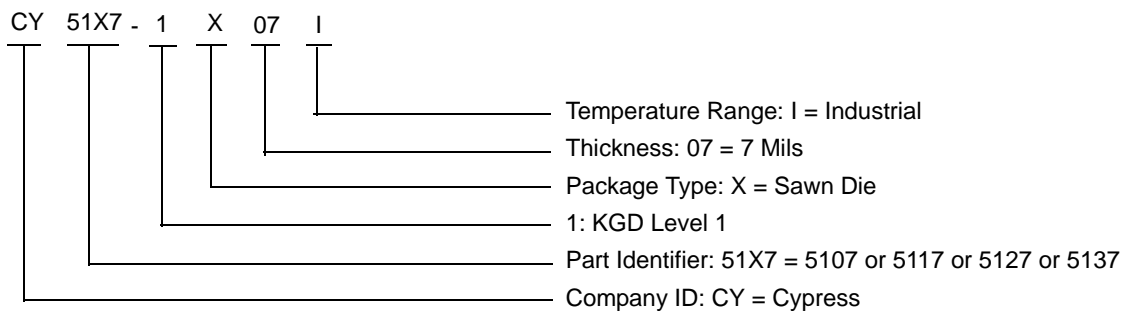 CY 51X7 - 1 X 07 I
Temperature Range: I = Industrial
Thickness: 07 = 7 Mils
Package Type: X = Sawn Die
1: KGD Level 1
Part Identifier: 51X7 = 5107 or 5117 or 5127 or 5137
Company ID: CY = Cypress